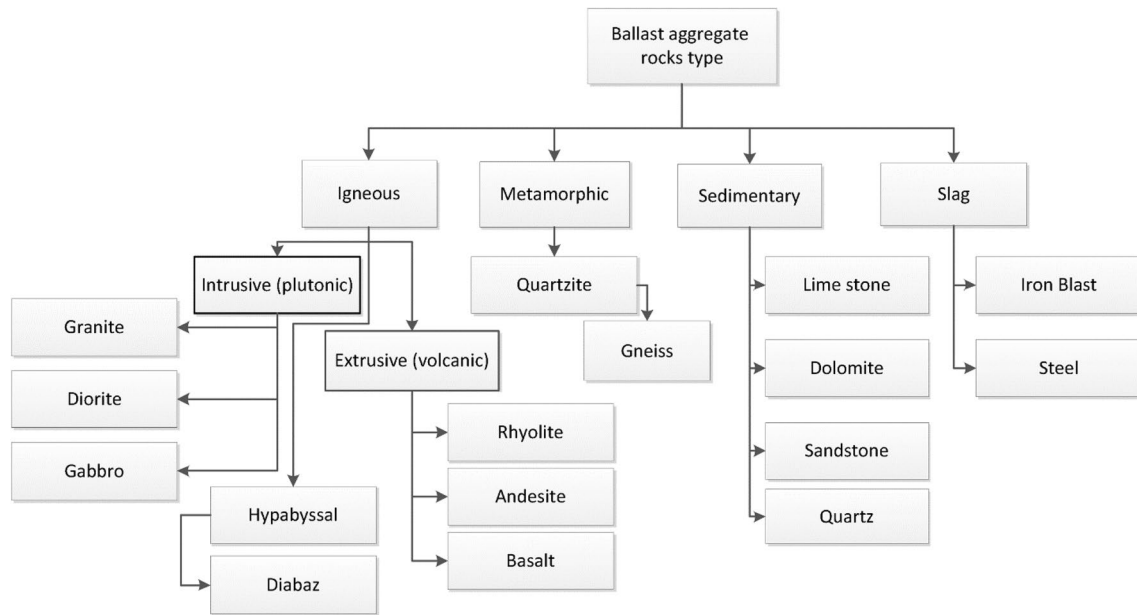 Ballast aggregate
rocks type
Igneous
Metamorphic
Sedimentary
Slag
Intrusive (plutonic)
Quartzite
Lime stone
Iron Blast
Granite
Extrusive (volcanic)
Gneiss
Dolomite
Steel
Diorite
Rhyolite
Sandstone
Gabbro
Hypabyssal
Andesite
Quartz
Diabaz
Basalt